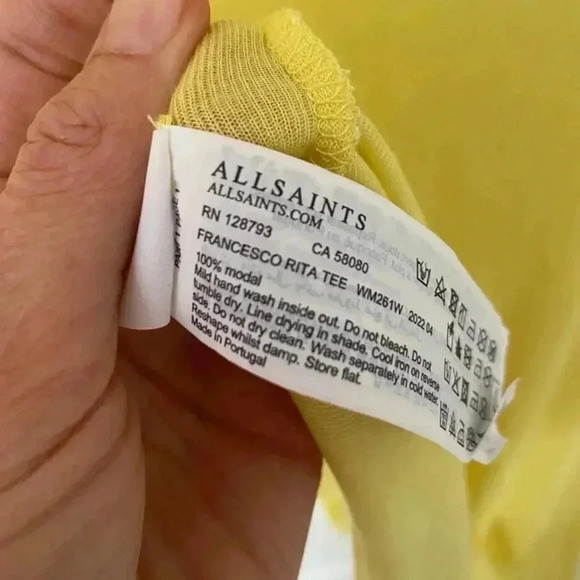 ALLSAINTS
ALLSAINTS.COM
RN 128793 CA 58080
FRANCESCO RITA TEE WM261W 2022.04
100% modal
Mild hand wash inside out. Do not bleach. Do not
tumble dry. Line drying in shade. Cool iron on reverse
side. Do not dry clean. Wash separately in cold water.
Reshape whilst damp. Store flat.
Made in Portugal